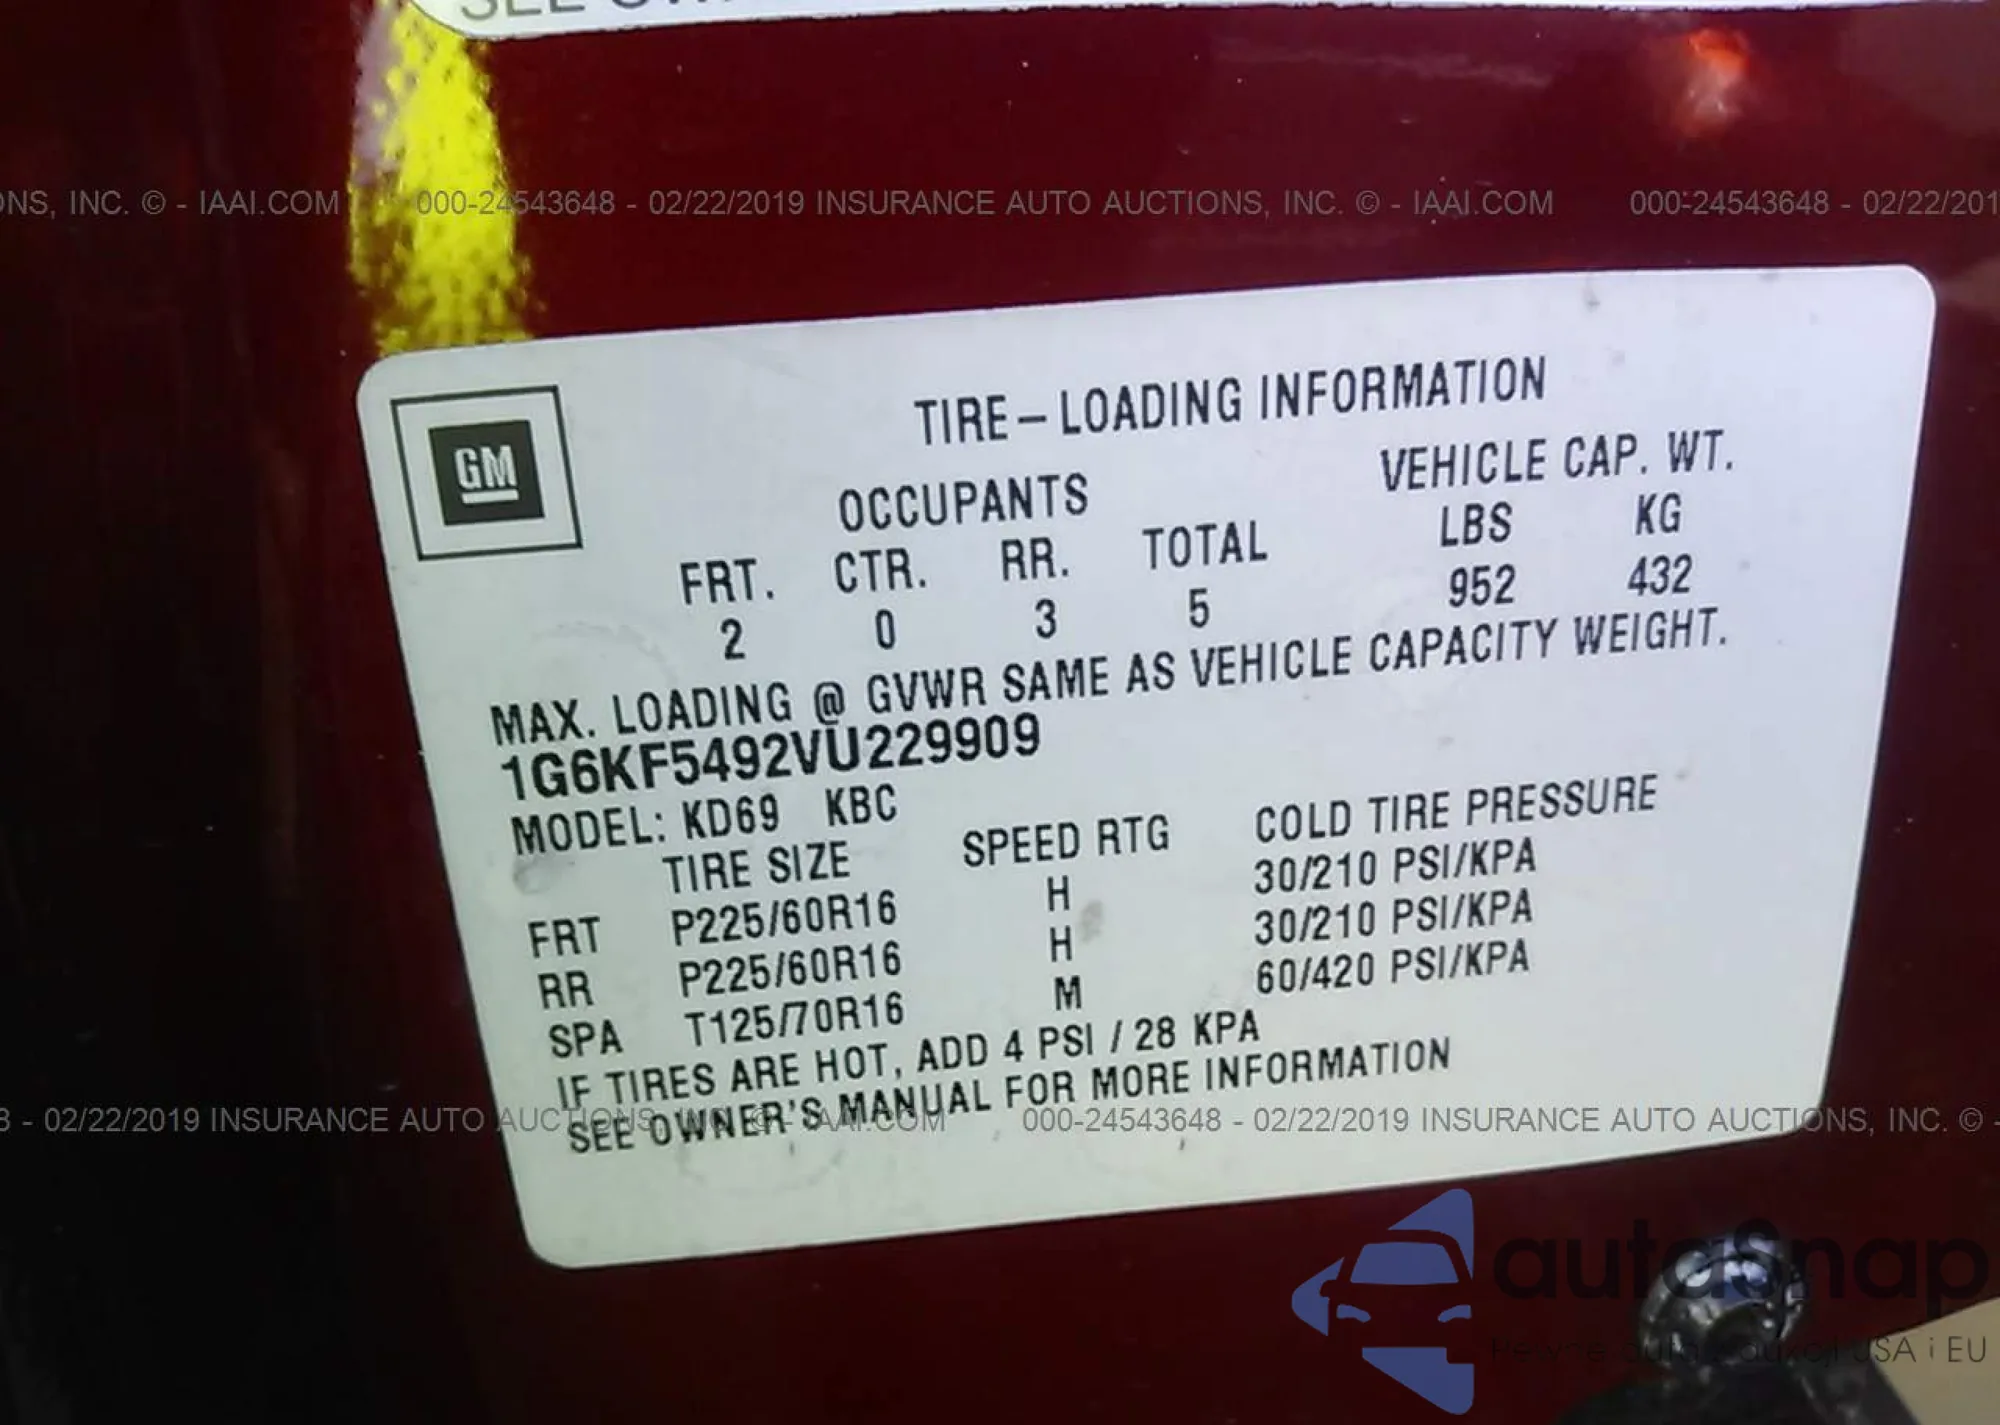 ONS, INC. © - IAAI.COM 000-24543648 - 02/22/2019 INSURANCE AUTO AUCTIONS, INC. © - IAAI.COM 000-24543648 - 02/22/201
GM
TIRE – LOADING INFORMATION
OCCUPANTS VEHICLE CAP. WT.
FRT. CTR. RR. TOTAL LBS KG
2 0 3 5 952 432
MAX. LOADING @ GVWR SAME AS VEHICLE CAPACITY WEIGHT.
1G6KF5492VU229909
MODEL: KD69 KBC
TIRE SIZE SPEED RTG COLD TIRE PRESSURE
FRT P225/60R16 H 30/210 PSI/KPA
RR P225/60R16 H 30/210 PSI/KPA
SPA T125/70R16 M 60/420 PSI/KPA
IF TIRES ARE HOT, ADD 4 PSI / 28 KPA
SEE OWNER'S MANUAL FOR MORE INFORMATION
8 - 02/22/2019 INSURANCE AUTO AUCTIONS, INC. © - IAAI.COM 000-24543648 - 02/22/2019 INSURANCE AUTO AUCTIONS, INC. © -
autosnap
USA i EU